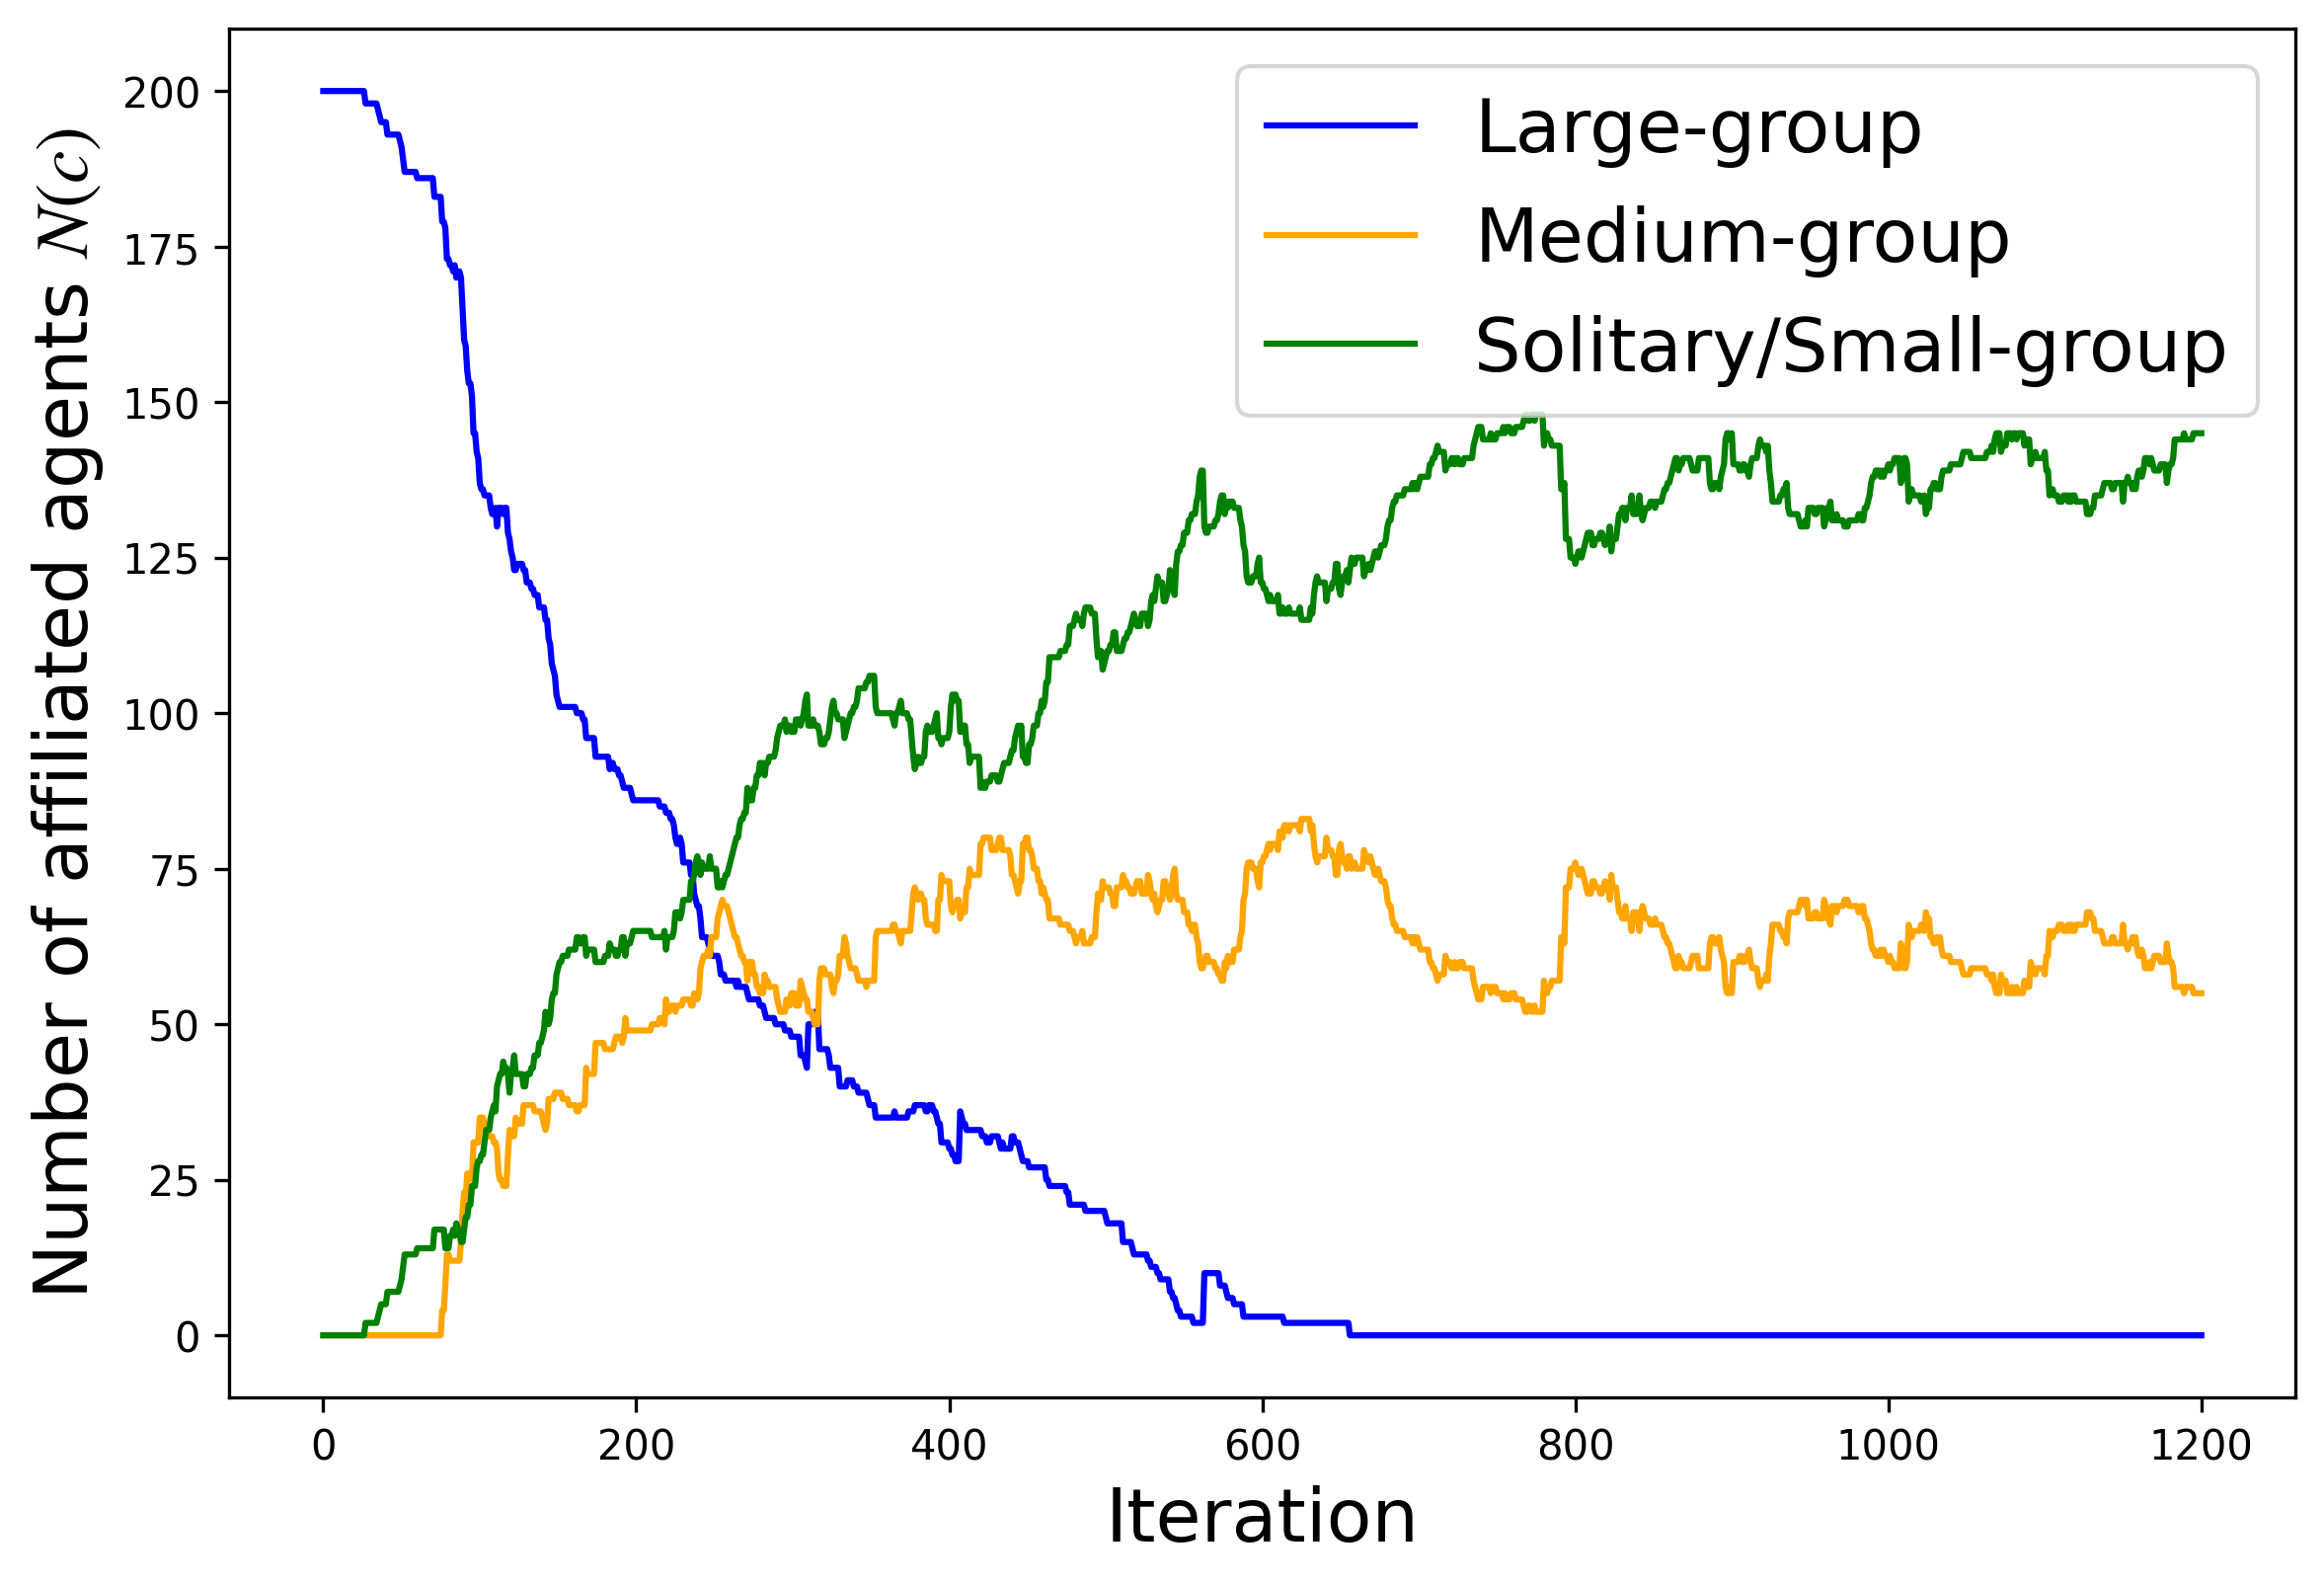 Large-group
Medium-group
Solitary/Small-group
Number of affiliated agents N(c)
200
175
150
125
100
75
50
25
0
0 200 400 600 800 1000 1200
Iteration